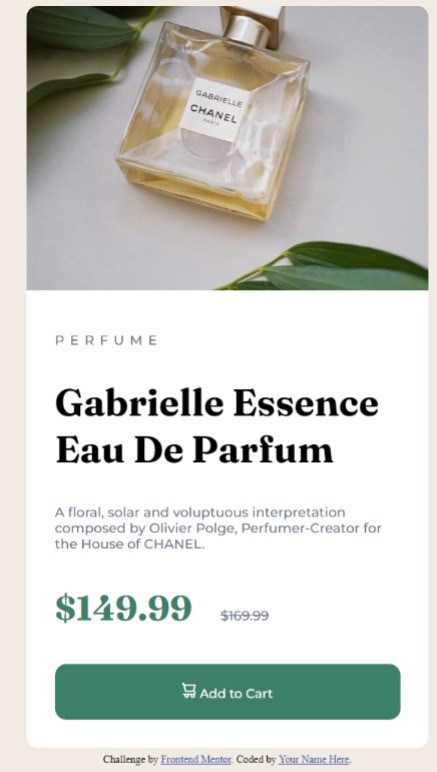 GABRIELLE
CHANEL
PARIS
PERFUME
Gabrielle Essence
Eau De Parfum
A floral, solar and voluptuous interpretation
composed by Olivier Polge, Perfumer-Creator for
the House of CHANEL.
$149.99 $169.99
Add to Cart
Challenge by Frontend Mentor. Coded by Your Name Here.